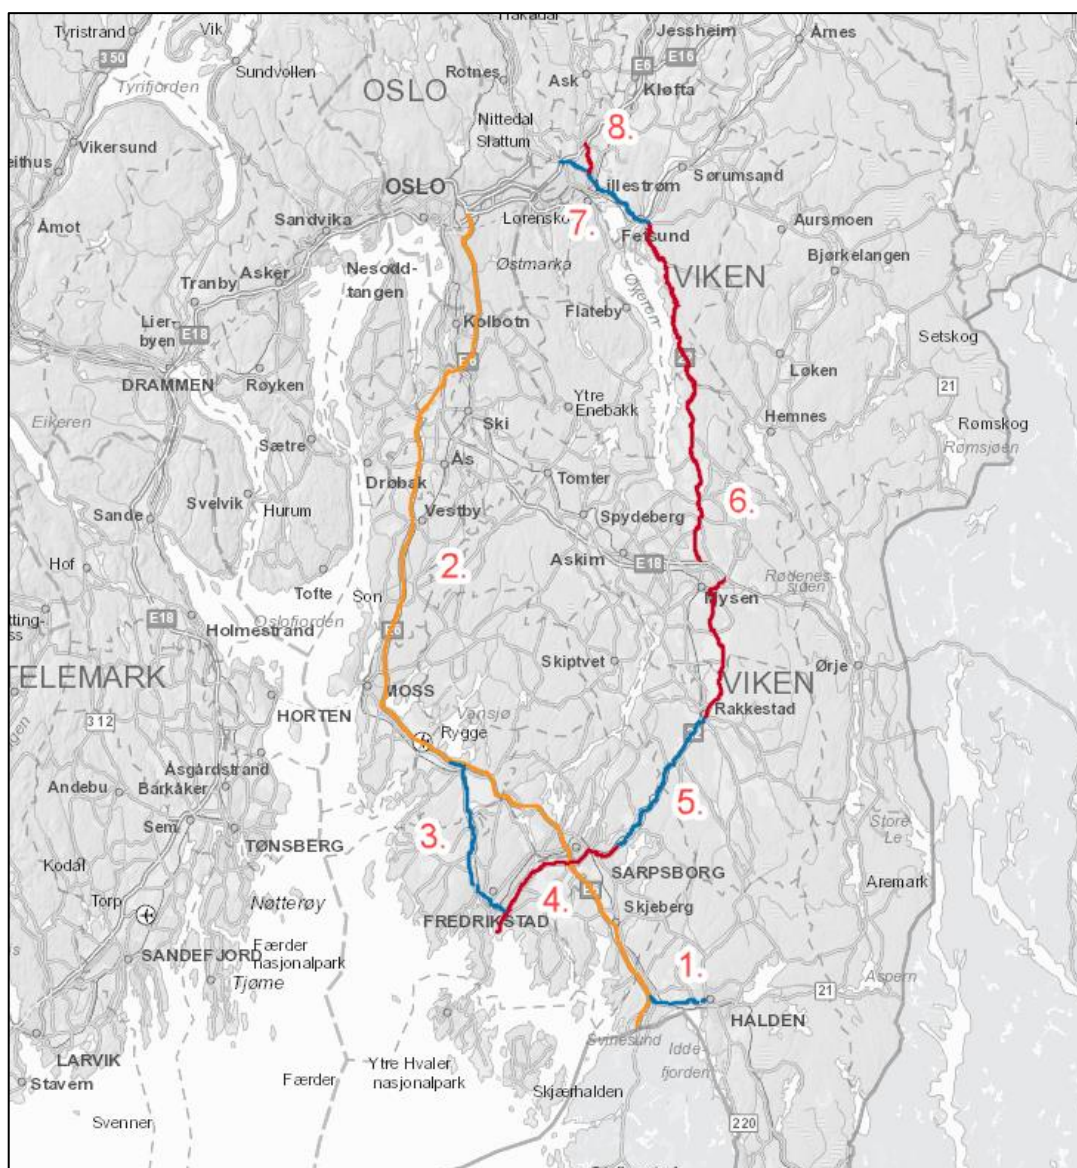 Hakadal
Tyristrand
Vik
Jessheim
Årnes
350
Sundvollen
Rotnes
Ask
E6
E16
Tyrifjorden
OSLO
Kløfta
Nittedal
8.
eithus
Vikersund
Slattum
OSLO
illestrøm
Sørumsand
Sandvika
Lørensko
7.
Åmot
Fetsund
Aursmoen
Nesodd-
tangen
Østmarka
Bjørkelangen
Asker
VIKEN
Tranby
Øyeren
Flateby
Lier-
byen
E18
Kolbotn
Setskog
E6
DRAMMEN
Røyken
Løken
21
Ytre
Enebakk
Hemnes
Eikeren
Ski
Rømskog
Sætre
Rømsjøen
Ås
Drøbak
Tomter
Svelvik
Hurum
6.
Sande
Vestby
Spydeberg
Askim
E18
Hof
2.
Rødenes-
sjøen
Tofte
Son
Mysen
tting-
ss
E18
Oslofjorden
Holmestrand
E6
Skiptvet
Ørje
ELEMARK
MOSS
VIKEN
312
HORTEN
Vansjø
Rakkestad
Rygge
Åsgårdstrand
Andebu
Barkåker
5.
Sem
3.
Store
Le
TØNSBERG
Kodal
SARPSBORG
Aremark
Torp
Nøtterøy
4.
FREDRIKSTAD
Skjeberg
SANDEFJORD
Færder
nasjonalpark
1.
Aspern
Tjøme
21
HALDEN
Svinesund
Idde-
fjorden
LARVIK
Ytre Hvaler
nasjonalpark
Stavern
Færder
Skjærhalden
Svenner
220